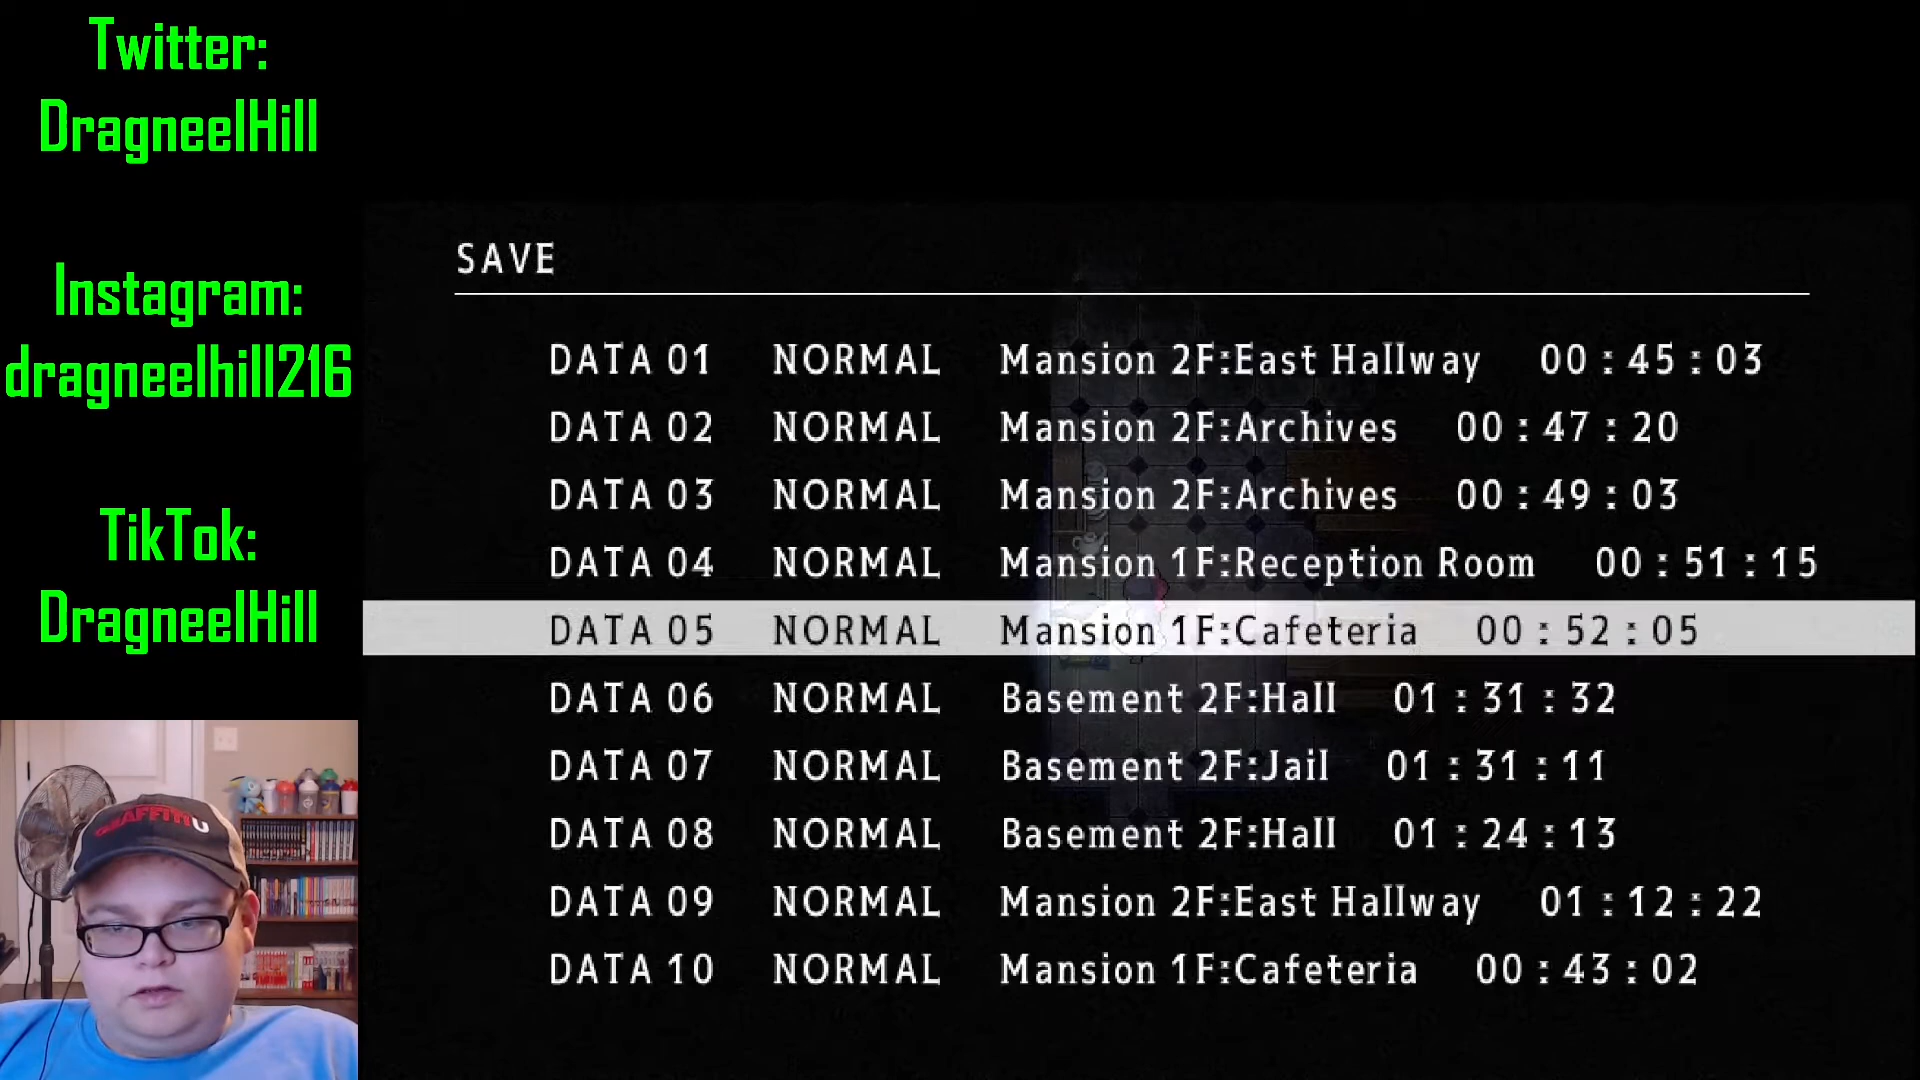 Twitter:
DragneelHill
Instagram:
dragneelhill216
TikTok:
DragneelHill
SAVE
DATA 01 NORMAL Mansion 2F:East Hallway 00:45:03
DATA 02 NORMAL Mansion 2F:Archives 00:47:20
DATA 03 NORMAL Mansion 2F:Archives 00:49:03
DATA 04 NORMAL Mansion 1F:Reception Room 00:51:15
DATA 05 NORMAL Mansion 1F:Cafeteria 00:52:05
DATA 06 NORMAL Basement 2F:Hall 01:31:32
DATA 07 NORMAL Basement 2F:Jail 01:31:11
DATA 08 NORMAL Basement 2F:Hall 01:24:13
DATA 09 NORMAL Mansion 2F:East Hallway 01:12:22
DATA 10 NORMAL Mansion 1F:Cafeteria 00:43:02
GRAFFITIU